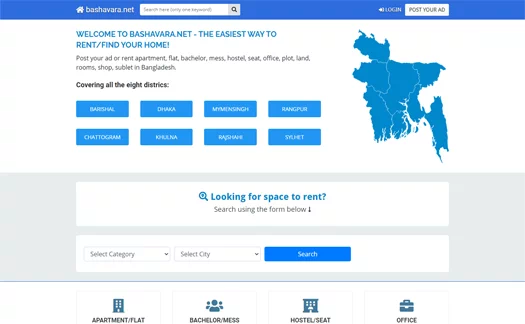 bashavara.net
Search here (only one keyword)
LOGIN
POST YOUR AD
WELCOME TO BASHAVARA.NET - THE EASIEST WAY TO
RENT/FIND YOUR HOME!
Post your ad or rent apartment, flat, bachelor, mess, hostel, seat, office, plot, land,
rooms, shop, sublet in Bangladesh.
Covering all the eight districs:
BARISHAL
DHAKA
MYMENSINGH
RANGPUR
CHATTOGRAM
KHULNA
RAJSHAHI
SYLHET
Looking for space to rent?
Search using the form below
Select Category
Select City
Search
APARTMENT/FLAT
BACHELOR/MESS
HOSTEL/SEAT
OFFICE